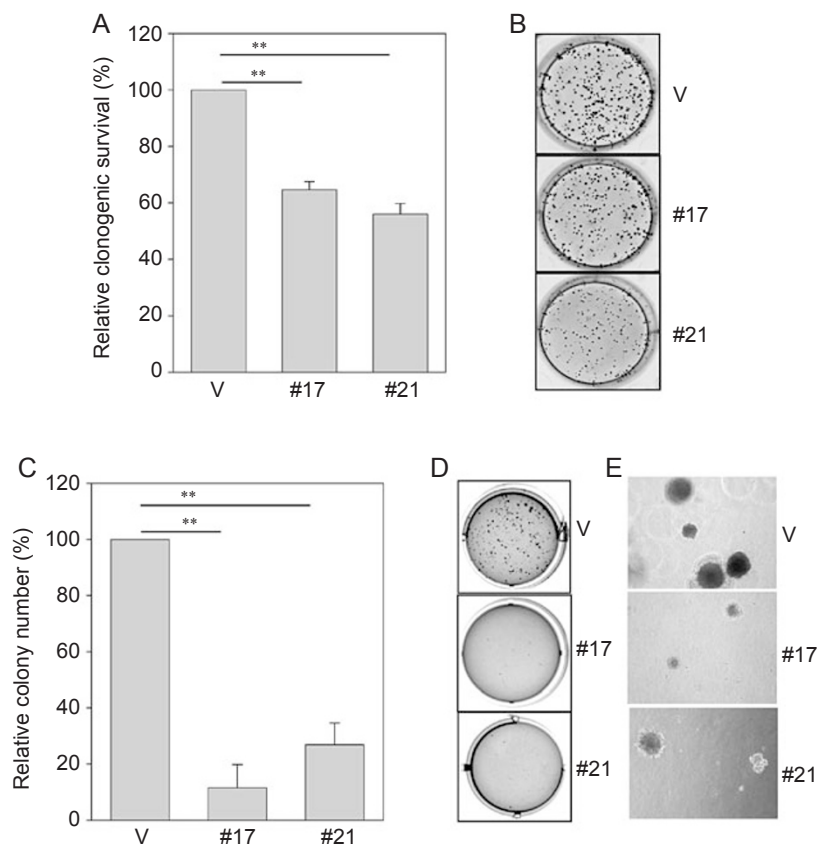 A
Relative clonogenic survival (%)
120
100
80
60
40
20
0
**
**
V
#17
#21
B
V
#17
#21
C
Relative colony number (%)
120
100
80
60
40
20
0
**
**
V
#17
#21
D
V
#17
#21
E
V
#17
#21